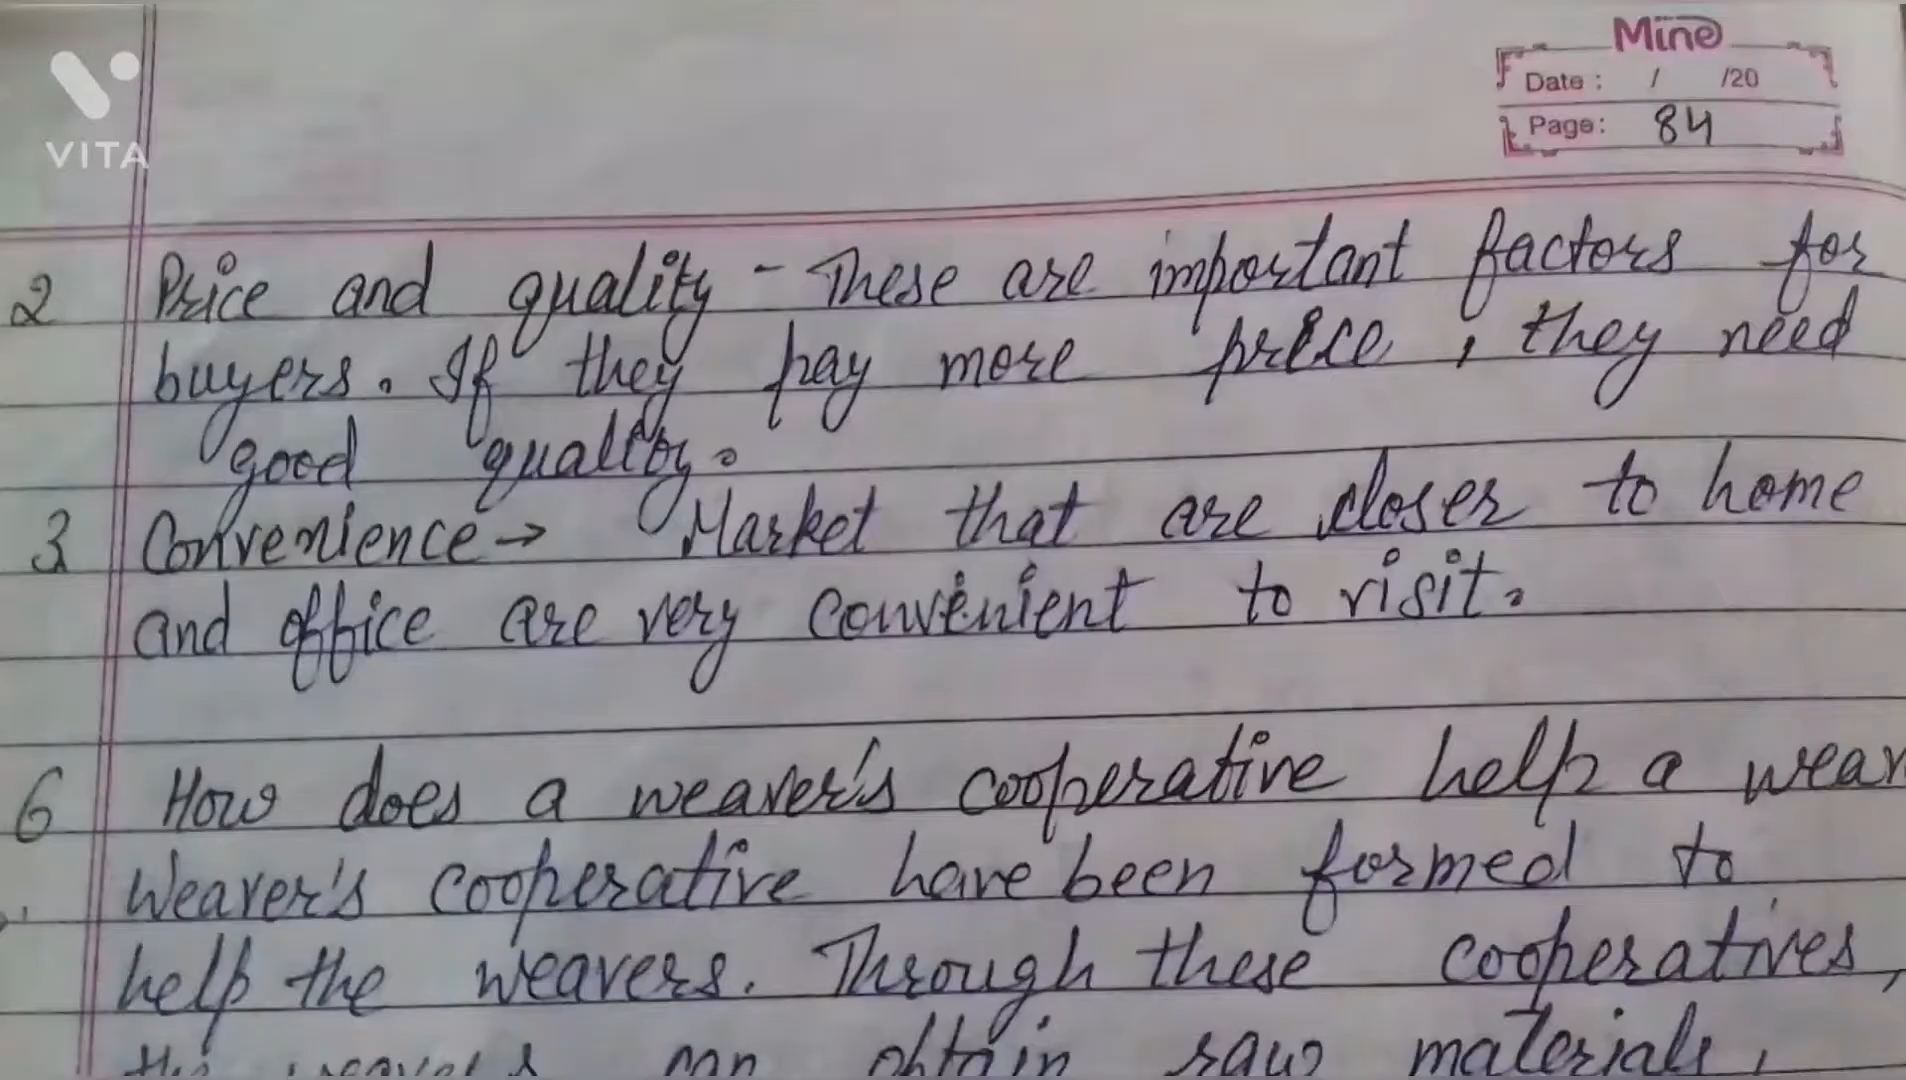 VITA
Mine
Date : / /20
Page: 84
2 Price and quality - These are important factors for
buyers. If they pay more price, they need
good quality.
3 Convenience → Market that are closer to home
and office are very convenient to visit.
6 How does a weaver's cooperative help a weav
Weaver's cooperative have been formed to
help the weavers. Through these cooperatives,
weavers can obtain raw materials,